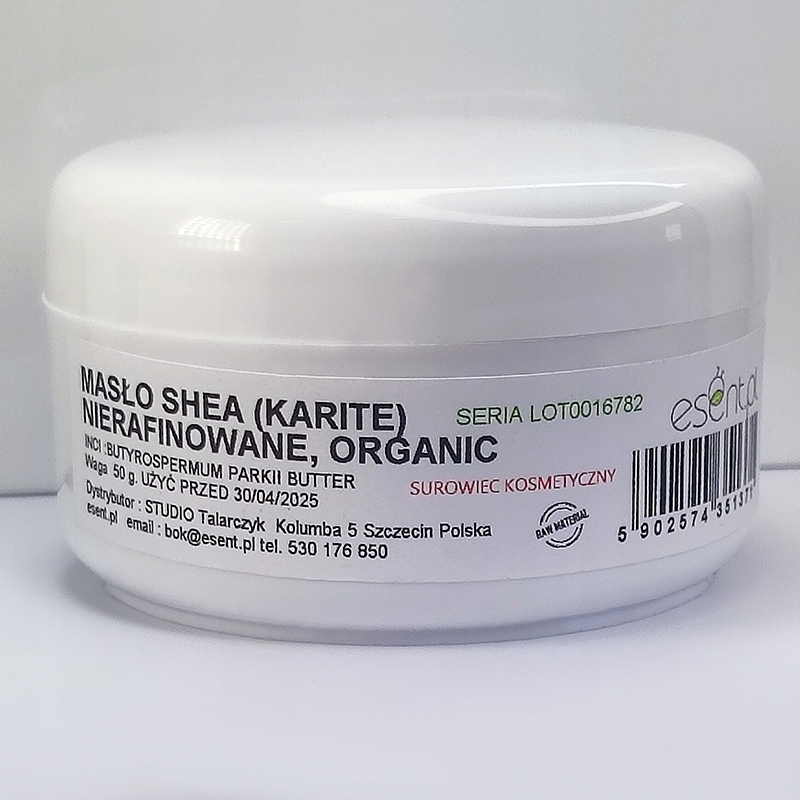 MASŁO SHEA (KARITE)
NIERAFINOWANE, ORGANIC
INCI :BUTYROSPERMUM PARKII BUTTER
Waga 50 g. UŻYĆ PRZED 30/04/2025
Dystrybutor : STUDIO Talarczyk Kolumba 5 Szczecin Polska
esent.pl email : bok@esent.pl tel. 530 176 850
SERIA LOT0016782
SUROWIEC KOSMETYCZNY
RAW MATERIAL
esent.pl
5 902574 351371